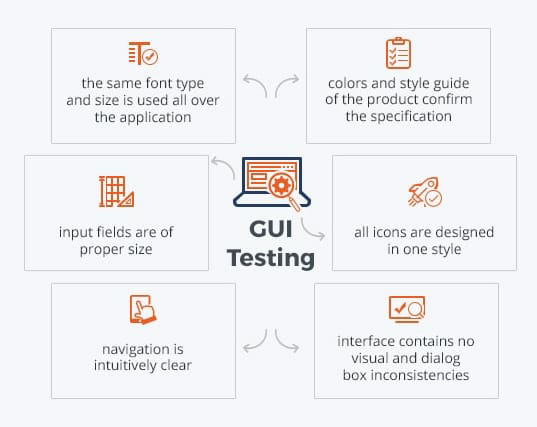 the same font type
and size is used all over
the application
colors and style guide
of the product confirm
the specification
input fields are of
proper size
GUI
Testing
all icons are designed
in one style
navigation is
intuitively clear
interface contains no
visual and dialog
box inconsistencies